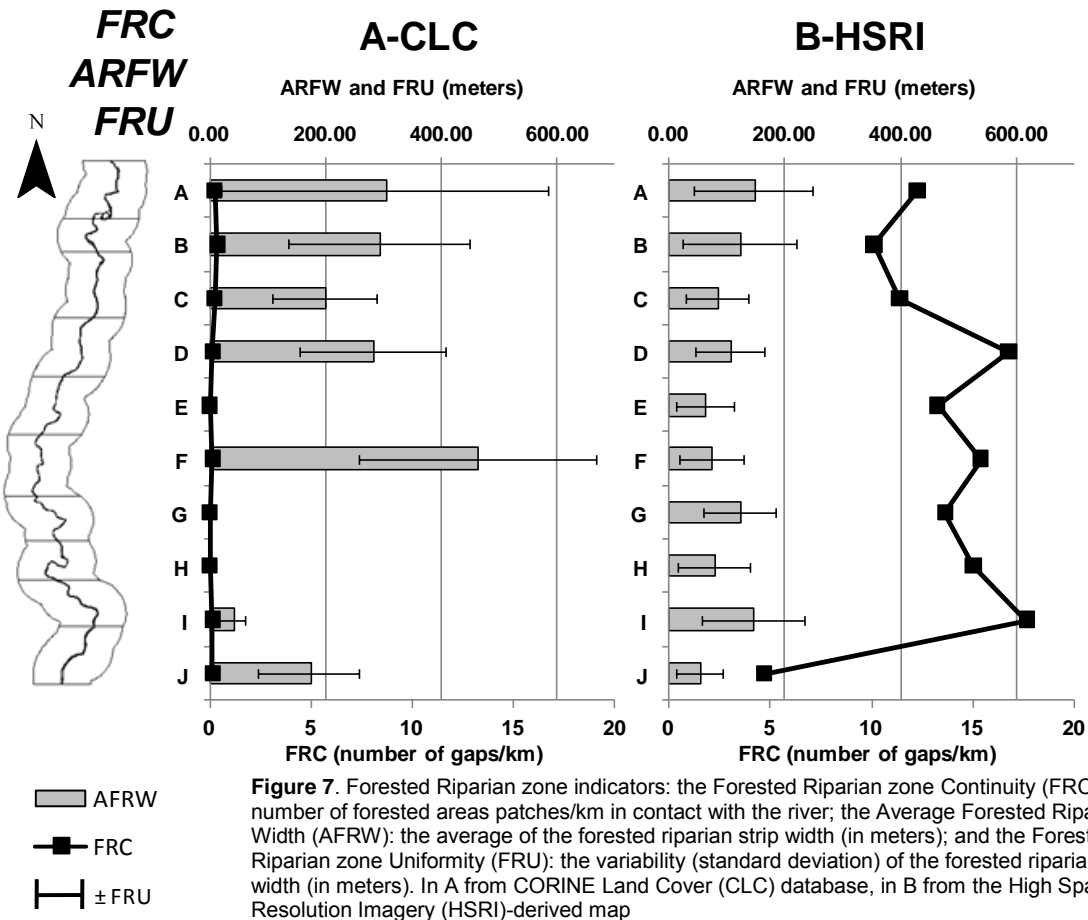 FRC
ARFW
FRU
N
A-CLC
ARFW and FRU (meters)
0.00 200.00 400.00 600.00
A
B
C
D
E
F
G
H
I
J
0 5 10 15 20
FRC (number of gaps/km)
B-HSRI
ARFW and FRU (meters)
0.00 200.00 400.00 600.00
A
B
C
D
E
F
G
H
I
J
0 5 10 15 20
FRC (number of gaps/km)
AFRW
FRC
± FRU
Figure 7. Forested Riparian zone indicators: the Forested Riparian zone Continuity (FRC
number of forested areas patches/km in contact with the river; the Average Forested Ripa
Width (AFRW): the average of the forested riparian strip width (in meters); and the Forest
Riparian zone Uniformity (FRU): the variability (standard deviation) of the forested riparian
width (in meters). In A from CORINE Land Cover (CLC) database, in B from the High Spa
Resolution Imagery (HSRI)-derived map